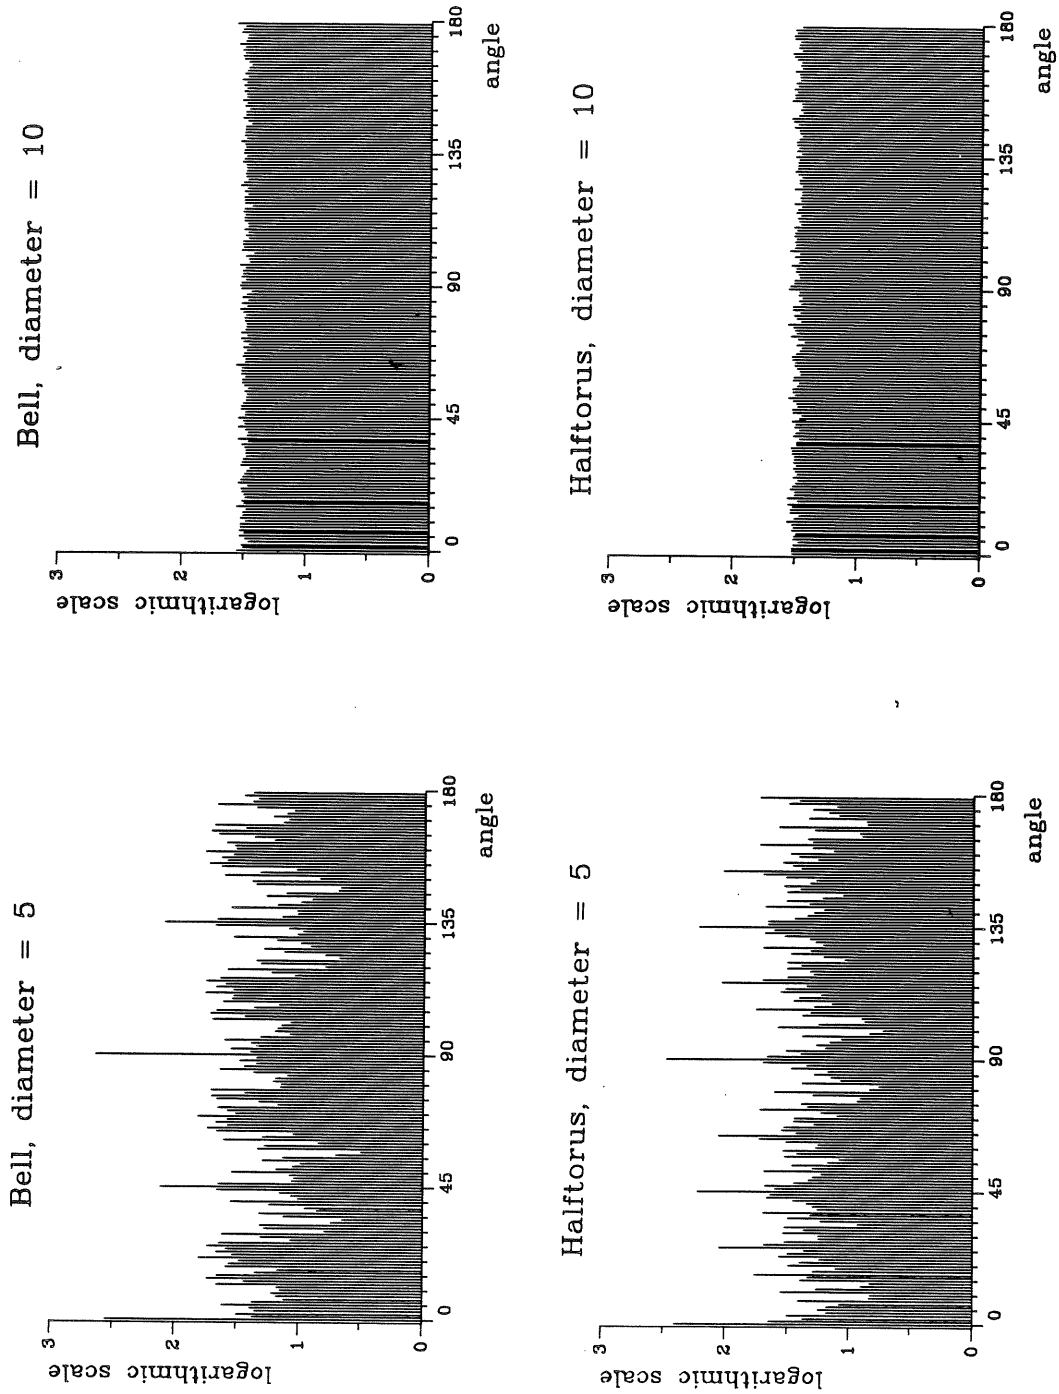 Bell, diameter = 5
logarithmic scale
3
2
1
0
0 45 90 135 180
angle
Bell, diameter = 10
logarithmic scale
3
2
1
0
0 45 90 135 180
angle
Halftorus, diameter = 5
logarithmic scale
3
2
1
0
0 45 90 135 180
angle
Halftorus, diameter = 10
logarithmic scale
3
2
1
0
0 45 90 135 180
angle